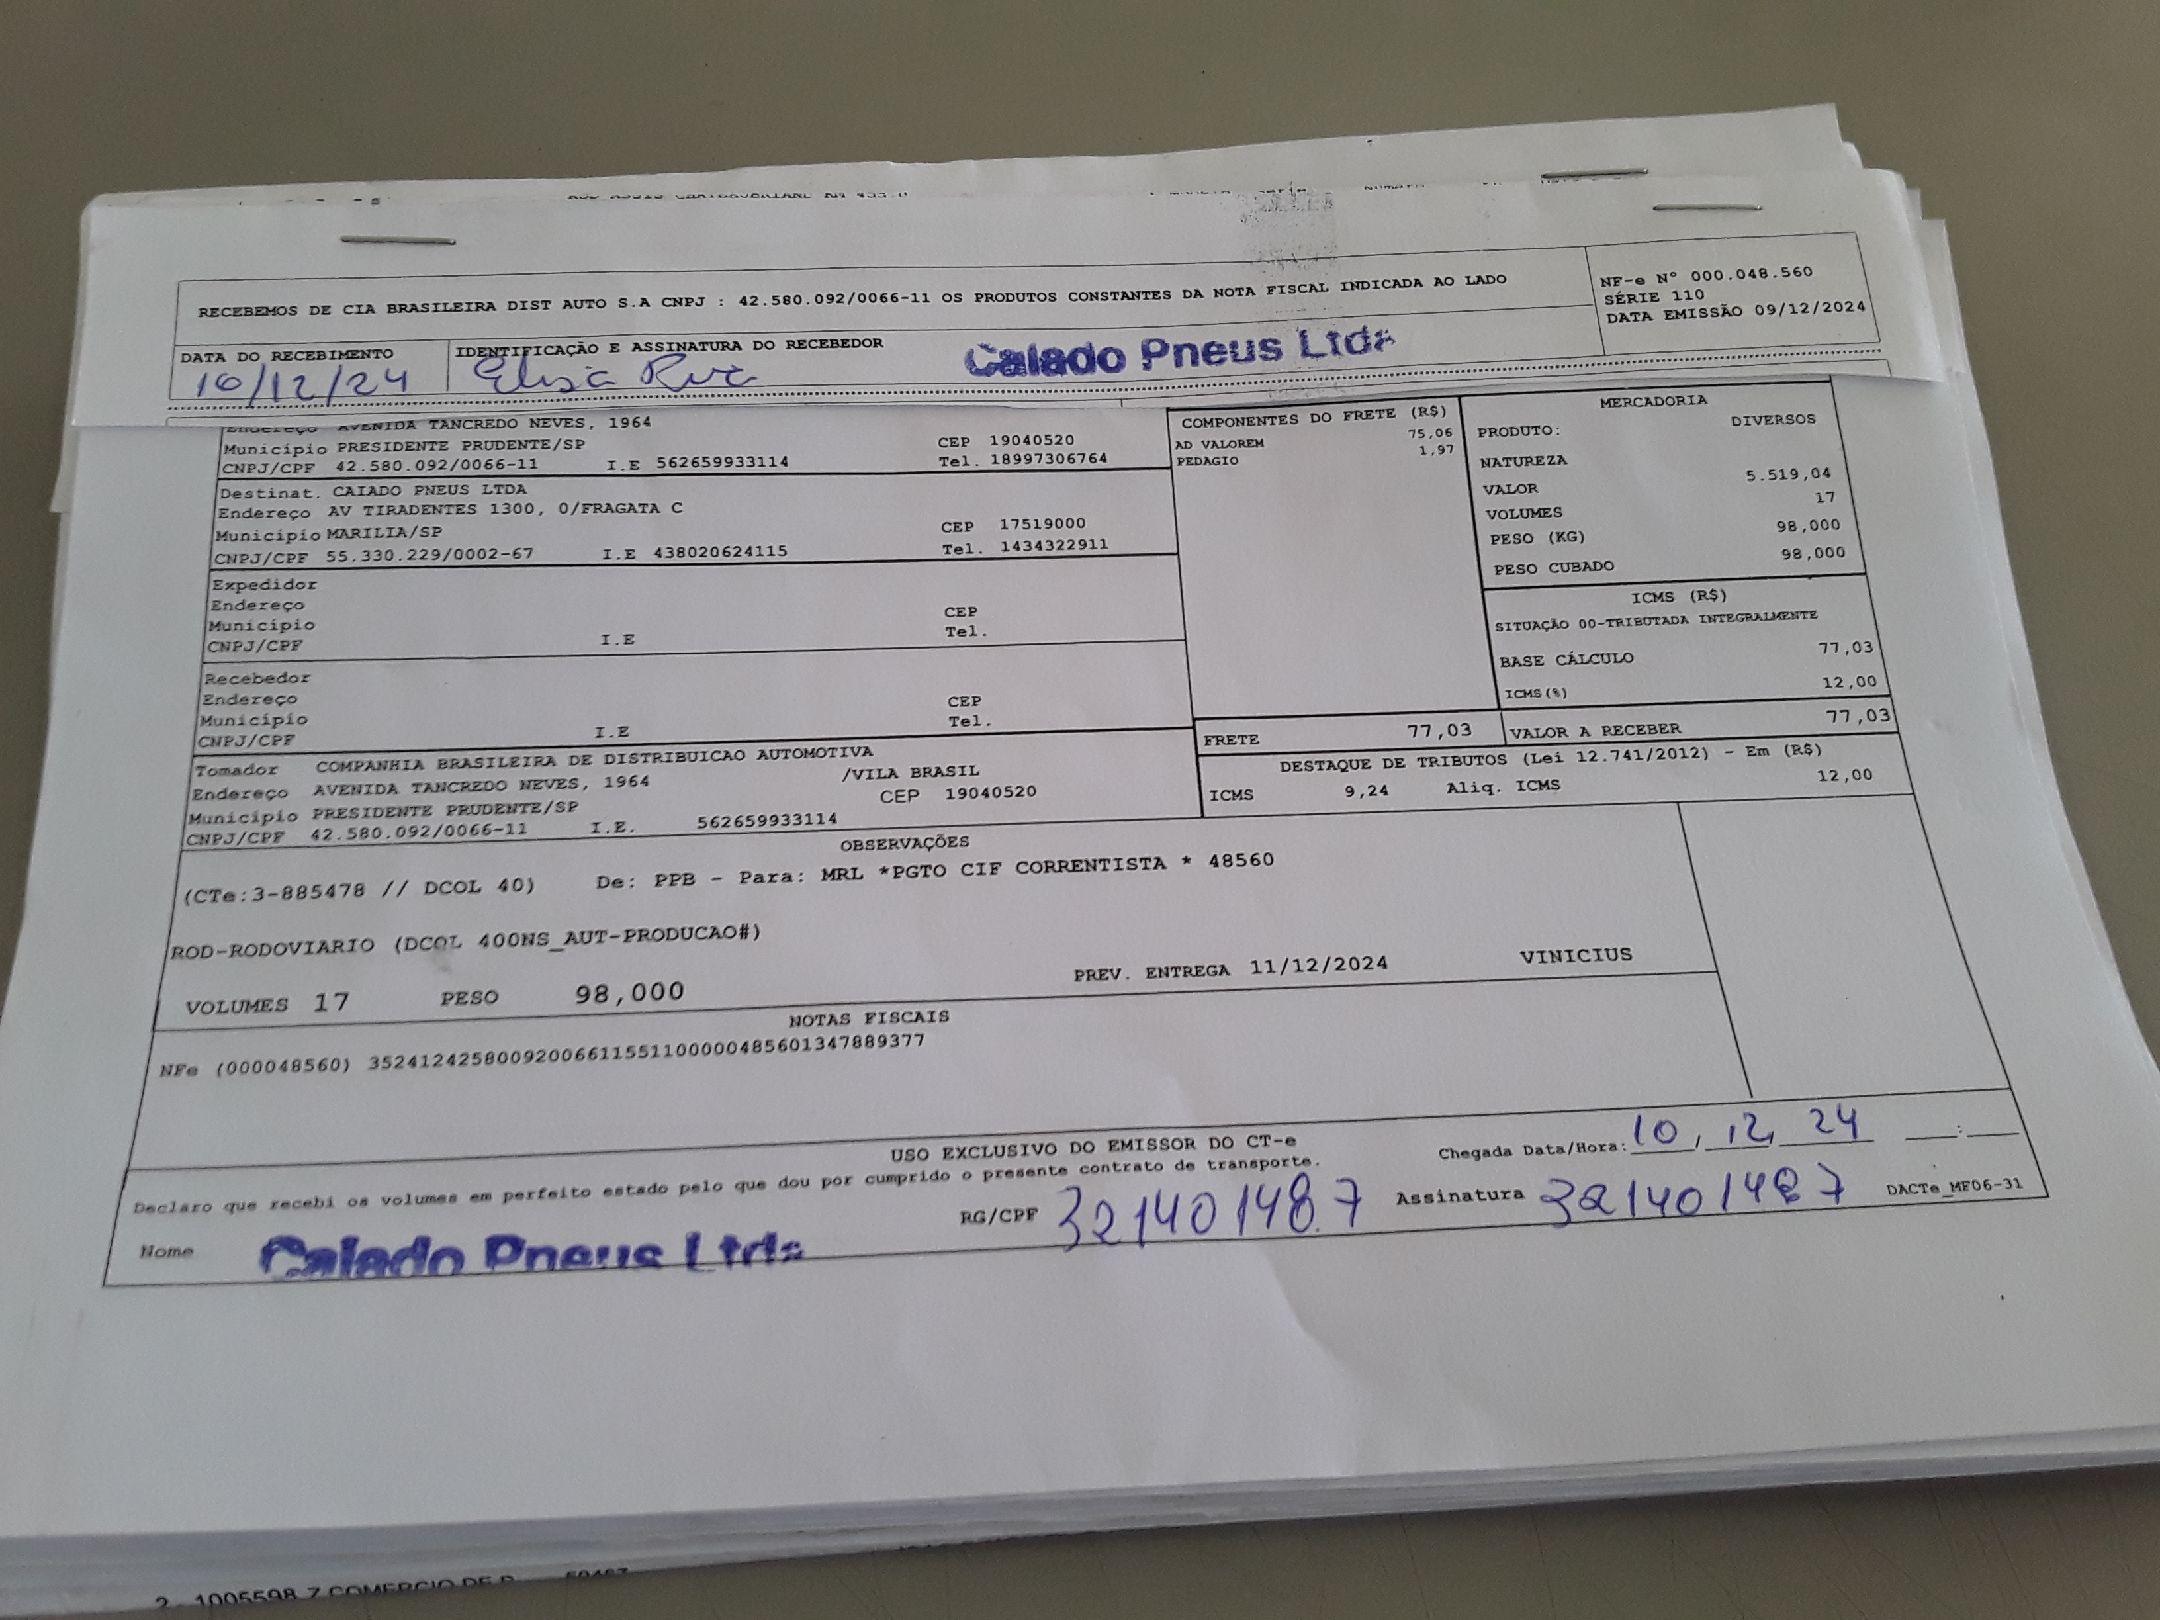 RECEBEMOS DE CIA BRASILEIRA DIST AUTO S.A CNPJ : 42.580.092/0066-11 OS PRODUTOS CONSTANTES DA NOTA FISCAL INDICADA AO LADO
NF-e Nº 000.048.560
SÉRIE 110
DATA EMISSÃO 09/12/2024
DATA DO RECEBIMENTO
10/12/24
IDENTIFICAÇÃO E ASSINATURA DO RECEBEDOR
Elisa
Caiado Pneus Ltda
Endereço AVENIDA TANCREDO NEVES, 1964
Município PRESIDENTE PRUDENTE/SP CEP 19040520
CNPJ/CPF 42.580.092/0066-11 I.E 562659933114 Tel. 18997306764
Destinat. CAIADO PNEUS LTDA
Endereço AV TIRADENTES 1300, 0/FRAGATA C
Município MARILIA/SP CEP 17519000
CNPJ/CPF 55.330.229/0002-67 I.E 438020624115 Tel. 1434322911
Expedidor
Endereço
Município CEP
CNPJ/CPF I.E Tel.
Recebedor
Endereço
Município CEP
CNPJ/CPF I.E Tel.
Tomador COMPANHIA BRASILEIRA DE DISTRIBUICAO AUTOMOTIVA
Endereço AVENIDA TANCREDO NEVES, 1964 /VILA BRASIL
Município PRESIDENTE PRUDENTE/SP CEP 19040520
CNPJ/CPF 42.580.092/0066-11 I.E. 562659933114
COMPONENTES DO FRETE (R$)
AD VALOREM 75,06
PEDAGIO 1,97
MERCADORIA
PRODUTO: DIVERSOS
NATUREZA
VALOR 5.519,04
VOLUMES 17
PESO (KG) 98,000
PESO CUBADO 98,000
ICMS (R$)
SITUAÇÃO 00-TRIBUTADA INTEGRALMENTE
BASE CÁLCULO 77,03
ICMS(%) 12,00
FRETE 77,03 VALOR A RECEBER 77,03
DESTAQUE DE TRIBUTOS (Lei 12.741/2012) - Em (R$)
ICMS 9,24 Aliq. ICMS 12,00
OBSERVAÇÕES
(CTe:3-885478 // DCOL 40) De: PPB - Para: MRL *PGTO CIF CORRENTISTA * 48560
ROD-RODOVIARIO (DCOL 400NS_AUT-PRODUCAO#)
VOLUMES 17 PESO 98,000 PREV. ENTREGA 11/12/2024 VINICIUS
NOTAS FISCAIS
NFe (000048560) 35241242580092006611551100000485601347889377
USO EXCLUSIVO DO EMISSOR DO CT-e
Declaro que recebi os volumes em perfeito estado pelo que dou por cumprido o presente contrato de transporte.
Chegada Data/Hora: 10/12/24 :
Nome Caiado Pneus Ltda RG/CPF 32140148.7 Assinatura 321401487 DACTe_MF06-31